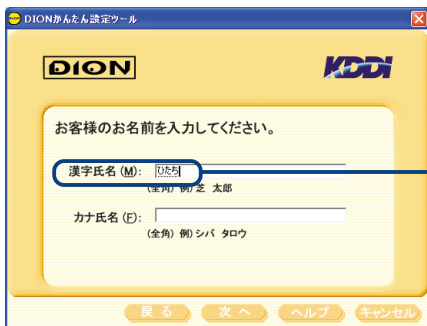 DIONかんたん設定ツール
DION
KDDI
お客様のお名前を入力してください。
漢字氏名 (M): ひたち
(全角) 例) 芝 太郎
カナ氏名 (F):
(全角) 例) シバ タロウ
戻る 次へ ヘルプ キャンセル